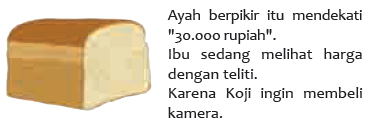 Ayah berpikir itu mendekati
"30.000 rupiah".
Ibu sedang melihat harga
dengan teliti.
Karena Koji ingin membeli
kamera.